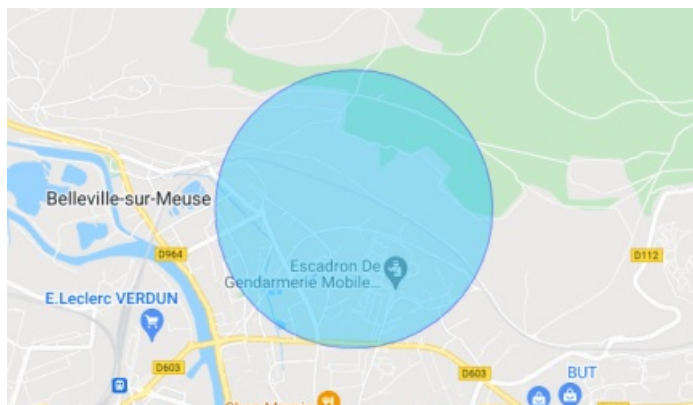 Belleville-sur-Meuse
D964
D112
Escadron De
Gendarmerie Mobile...
E.Leclerc VERDUN
D603
D603
BUT